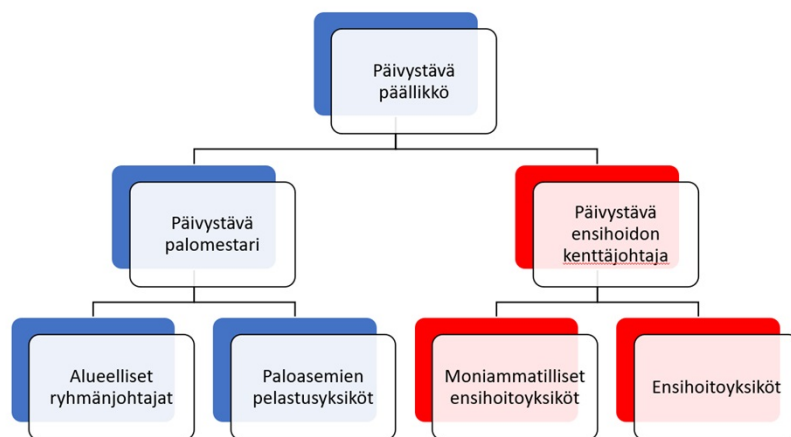 Päivystävä
päällikkö
Päivystävä
palomestari
Päivystävä
ensihoidon
kenttäjohtaja
Alueelliset
ryhmänjohtajat
Paloasemien
pelastusyksiköt
Moniammatilliset
ensihoitoyksiköt
Ensihoitoyksiköt